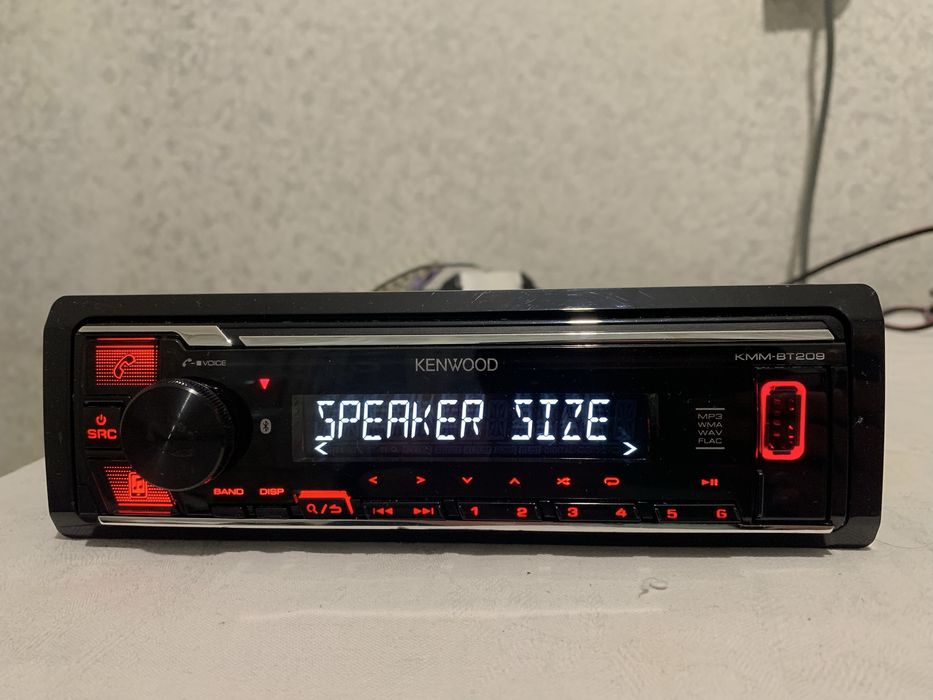 VOICE
KENWOOD
KMM-BT209
SRC
SPEAKER SIZE
< >
MP3
WMA
WAV
FLAC
BAND DISP
1 2 3 4 5 6